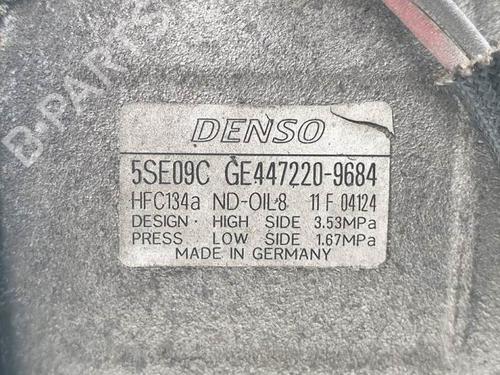 B-PARTS
DENSO
5SE09C GE447220-9684
HFC134a ND-OIL8 11 F 04124
DESIGN· HIGH SIDE 3.53MPa
PRESS LOW SIDE 1.67MPa
MADE IN GERMANY